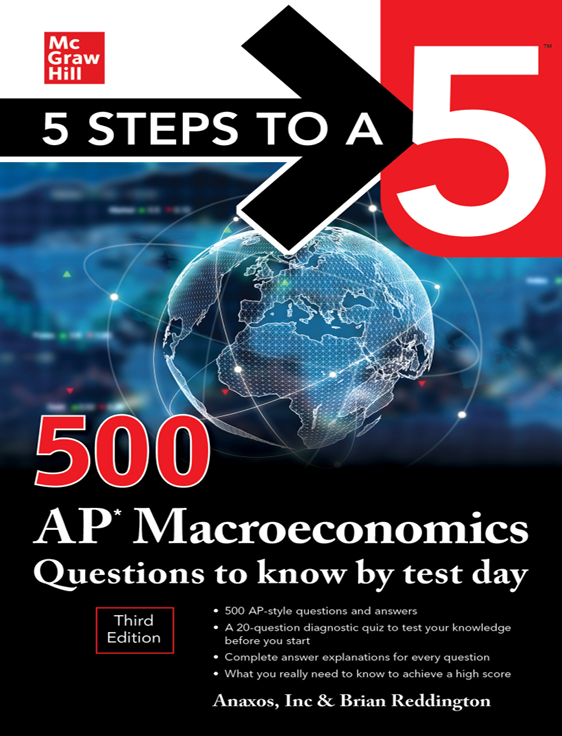 Mc
Graw
Hill
5 STEPS TO A
5
™
500
AP* Macroeconomics
Questions to know by test day
Third
Edition
• 500 AP-style questions and answers
• A 20-question diagnostic quiz to test your knowledge
before you start
• Complete answer explanations for every question
• What you really need to know to achieve a high score
Anaxos, Inc & Brian Reddington